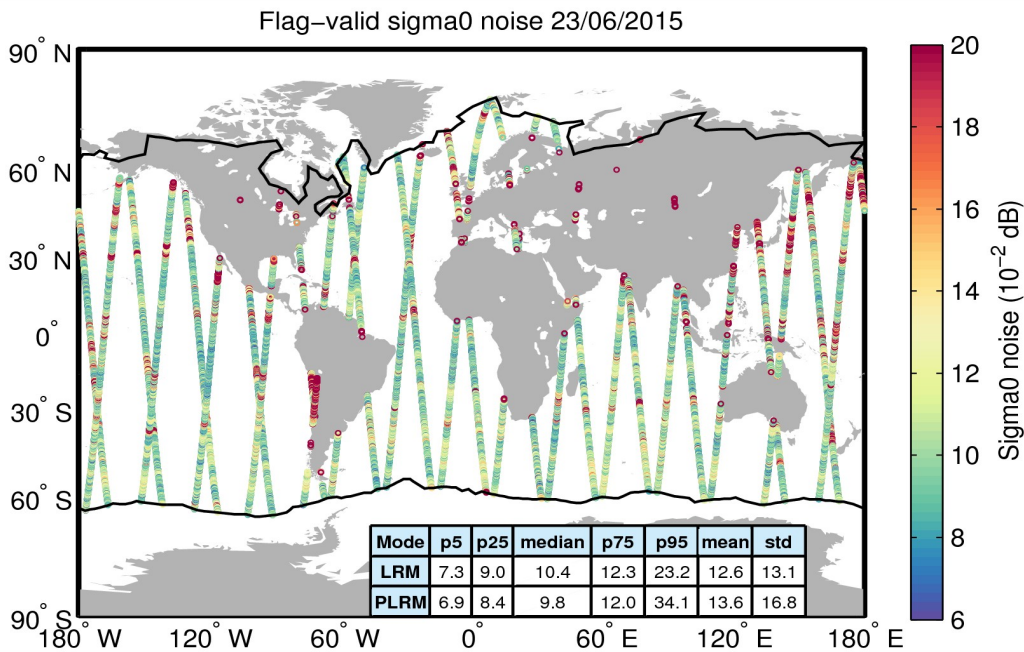 Flag−valid sigma0 noise 23/06/2015
90° N
60° N
30° N
0°
30° S
60° S
90° S
180° W 120° W 60° W 0° 60° E 120° E 180° E
Mode p5 p25 median p75 p95 mean std
LRM 7.3 9.0 10.4 12.3 23.2 12.6 13.1
PLRM 6.9 8.4 9.8 12.0 34.1 13.6 16.8
20
18
16
14
12
10
8
6
Sigma0 noise (10⁻² dB)